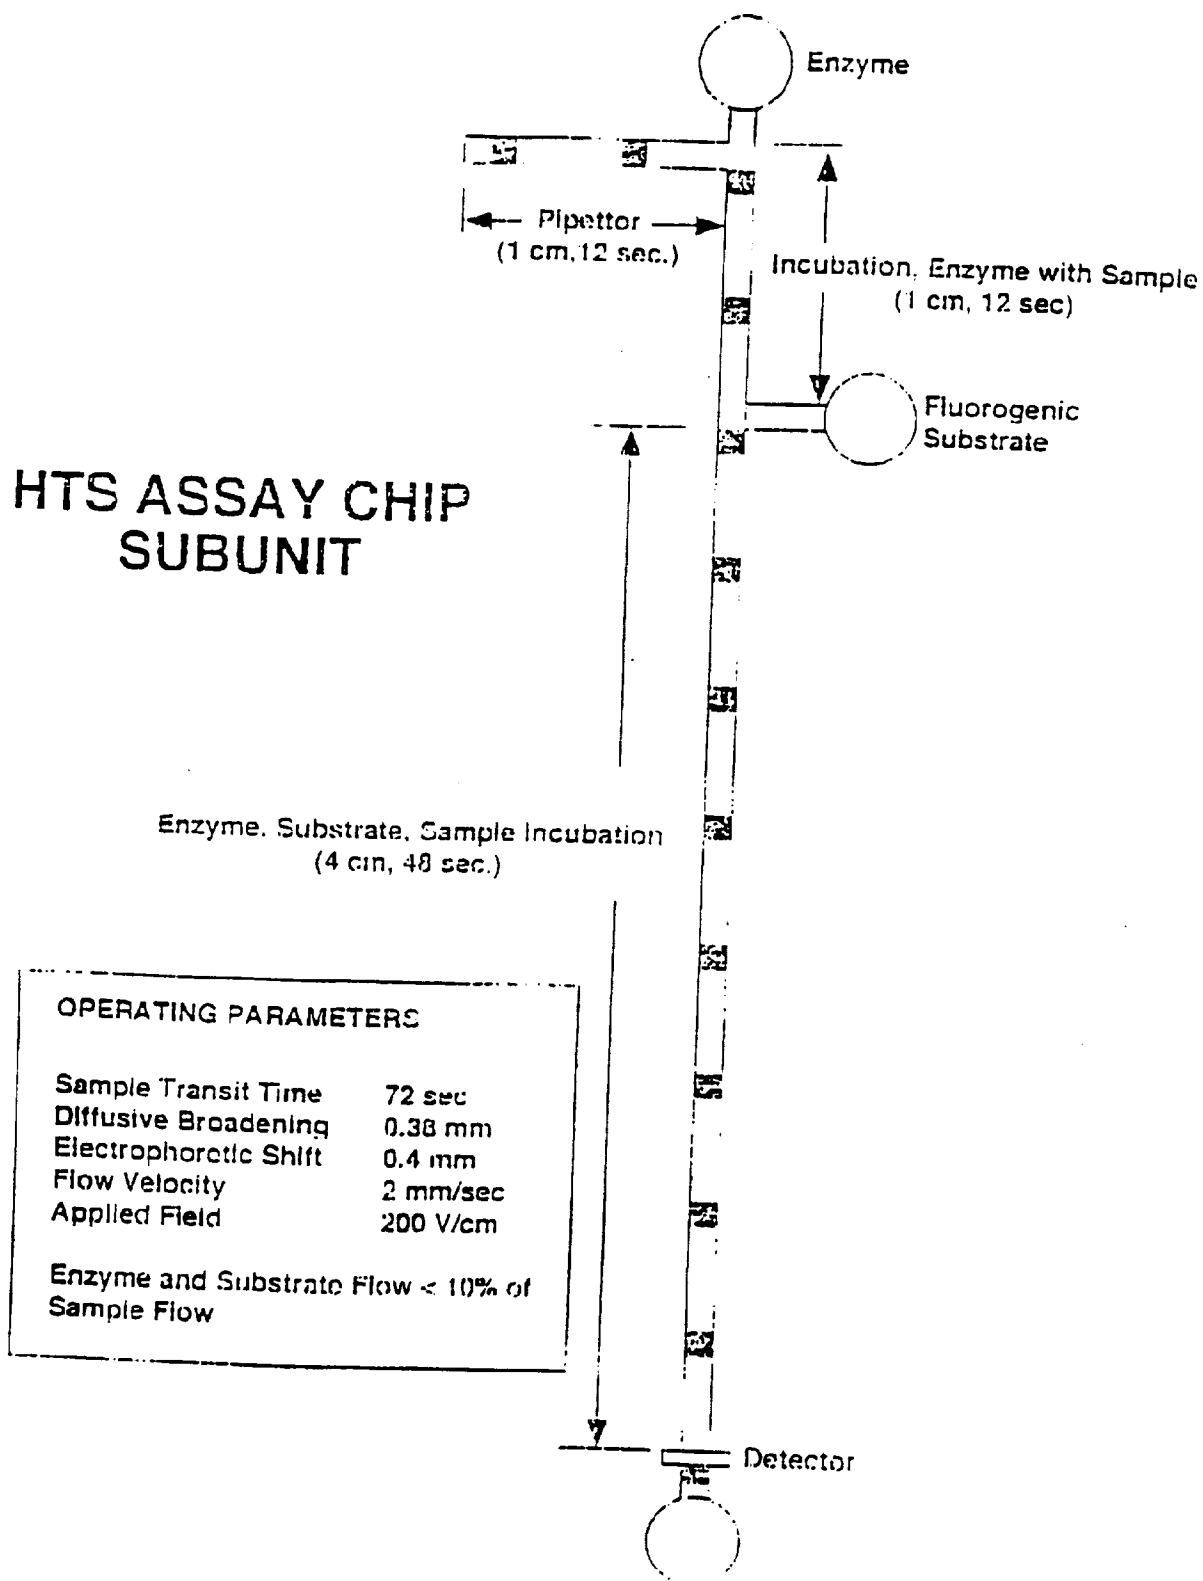 Enzyme
Pipettor
(1 cm, 12 sec.)
Incubation, Enzyme with Sample
(1 cm, 12 sec)
Fluorogenic
Substrate
HTS ASSAY CHIP
SUBUNIT
Enzyme, Substrate, Sample Incubation
(4 cm, 48 sec.)
OPERATING PARAMETERS
Sample Transit Time 72 sec
Diffusive Broadening 0.38 mm
Electrophoretic Shift 0.4 mm
Flow Velocity 2 mm/sec
Applied Field 200 V/cm
Enzyme and Substrate Flow < 10% of
Sample Flow
Detector